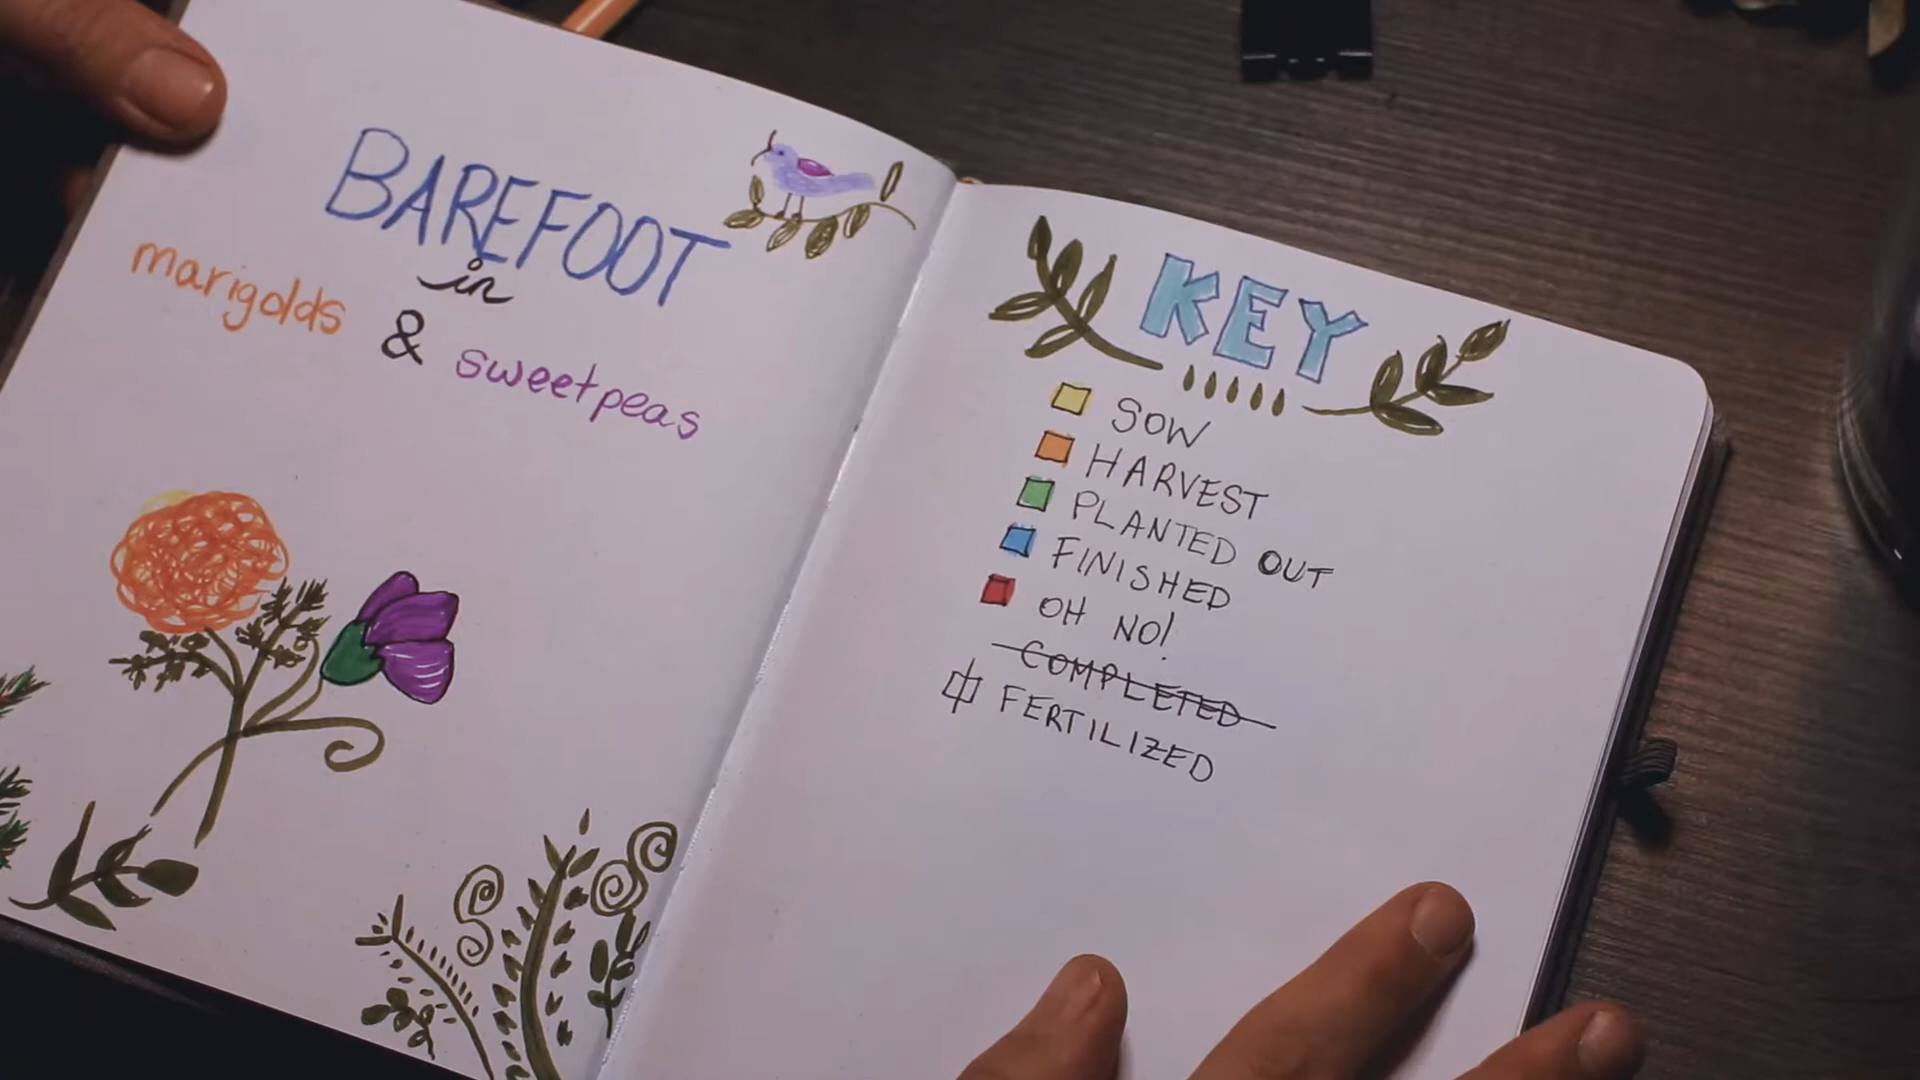 BAREFOOT
in
marigolds & sweetpeas
KEY
SOW
HARVEST
PLANTED OUT
FINISHED
OH NO!
COMPLETED
FERTILIZED